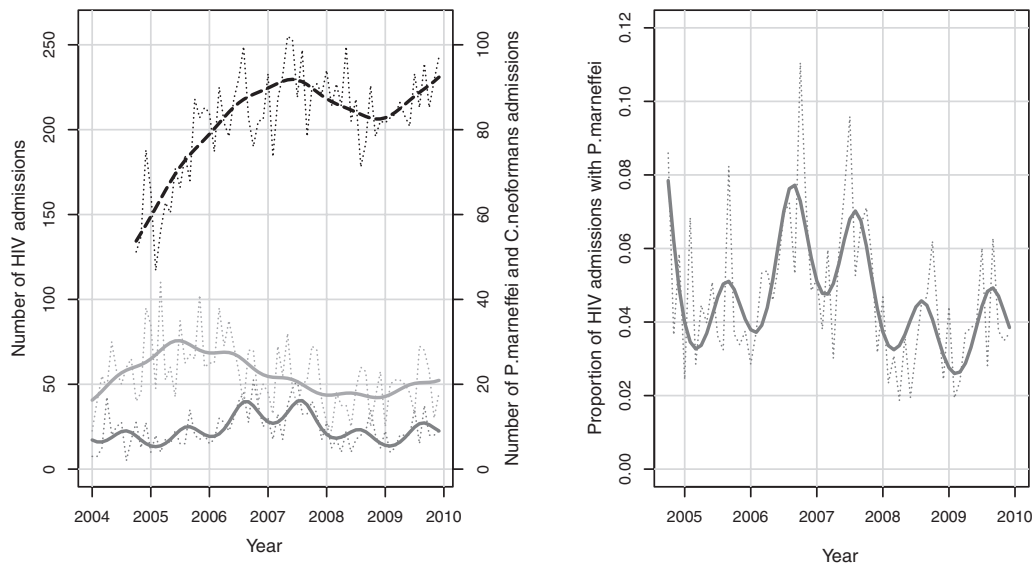 Number of HIV admissions
250
200
150
100
50
0
100
80
60
40
20
0
Number of P.marneffei and C.neoformans admissions
2004 2005 2006 2007 2008 2009 2010
Year
Proportion of HIV admissions with P.marneffei
0.12
0.10
0.08
0.06
0.04
0.02
0.00
2005 2006 2007 2008 2009 2010
Year